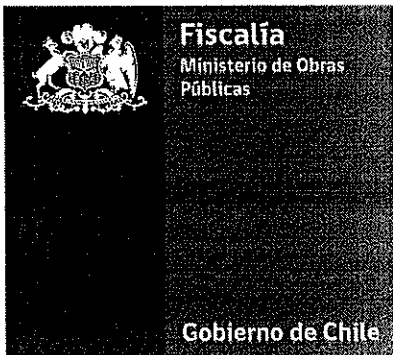 Fiscalía
Ministerio de Obras
Públicas
Gobierno de Chile